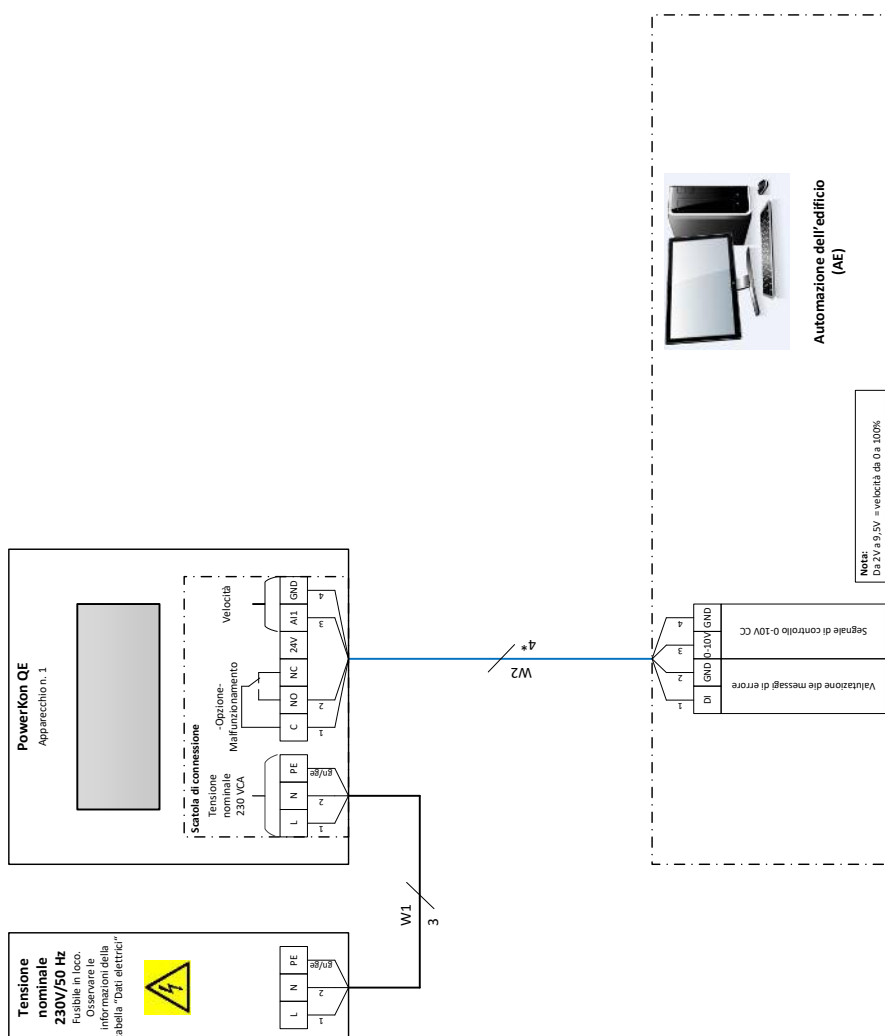 Tensione
nominale
230V/50 Hz
Fusibile in loco.
Osservare le
informazioni della
tabella "Dati elettrici"
L
N
PE
1
2
gn/ge
W1
3
PowerKon QE
Apparecchio n. 1
Scatola di connessione
Tensione
nominale
230 VCA
L
N
PE
1
2
gn/ge
-Opzione-
Malfunzionamento
C
NO
NC
24V
1
2
Velocità
AI1
GND
3
4
W2
4*
1
2
3
4
DI
GND
0-10V
GND
Valutazione die messagi di errore
Segnale di controllo 0-10V CC
Nota:
Da 2V a 9,5V = velocità da 0 a 100%
Automazione dell'edificio
(AE)